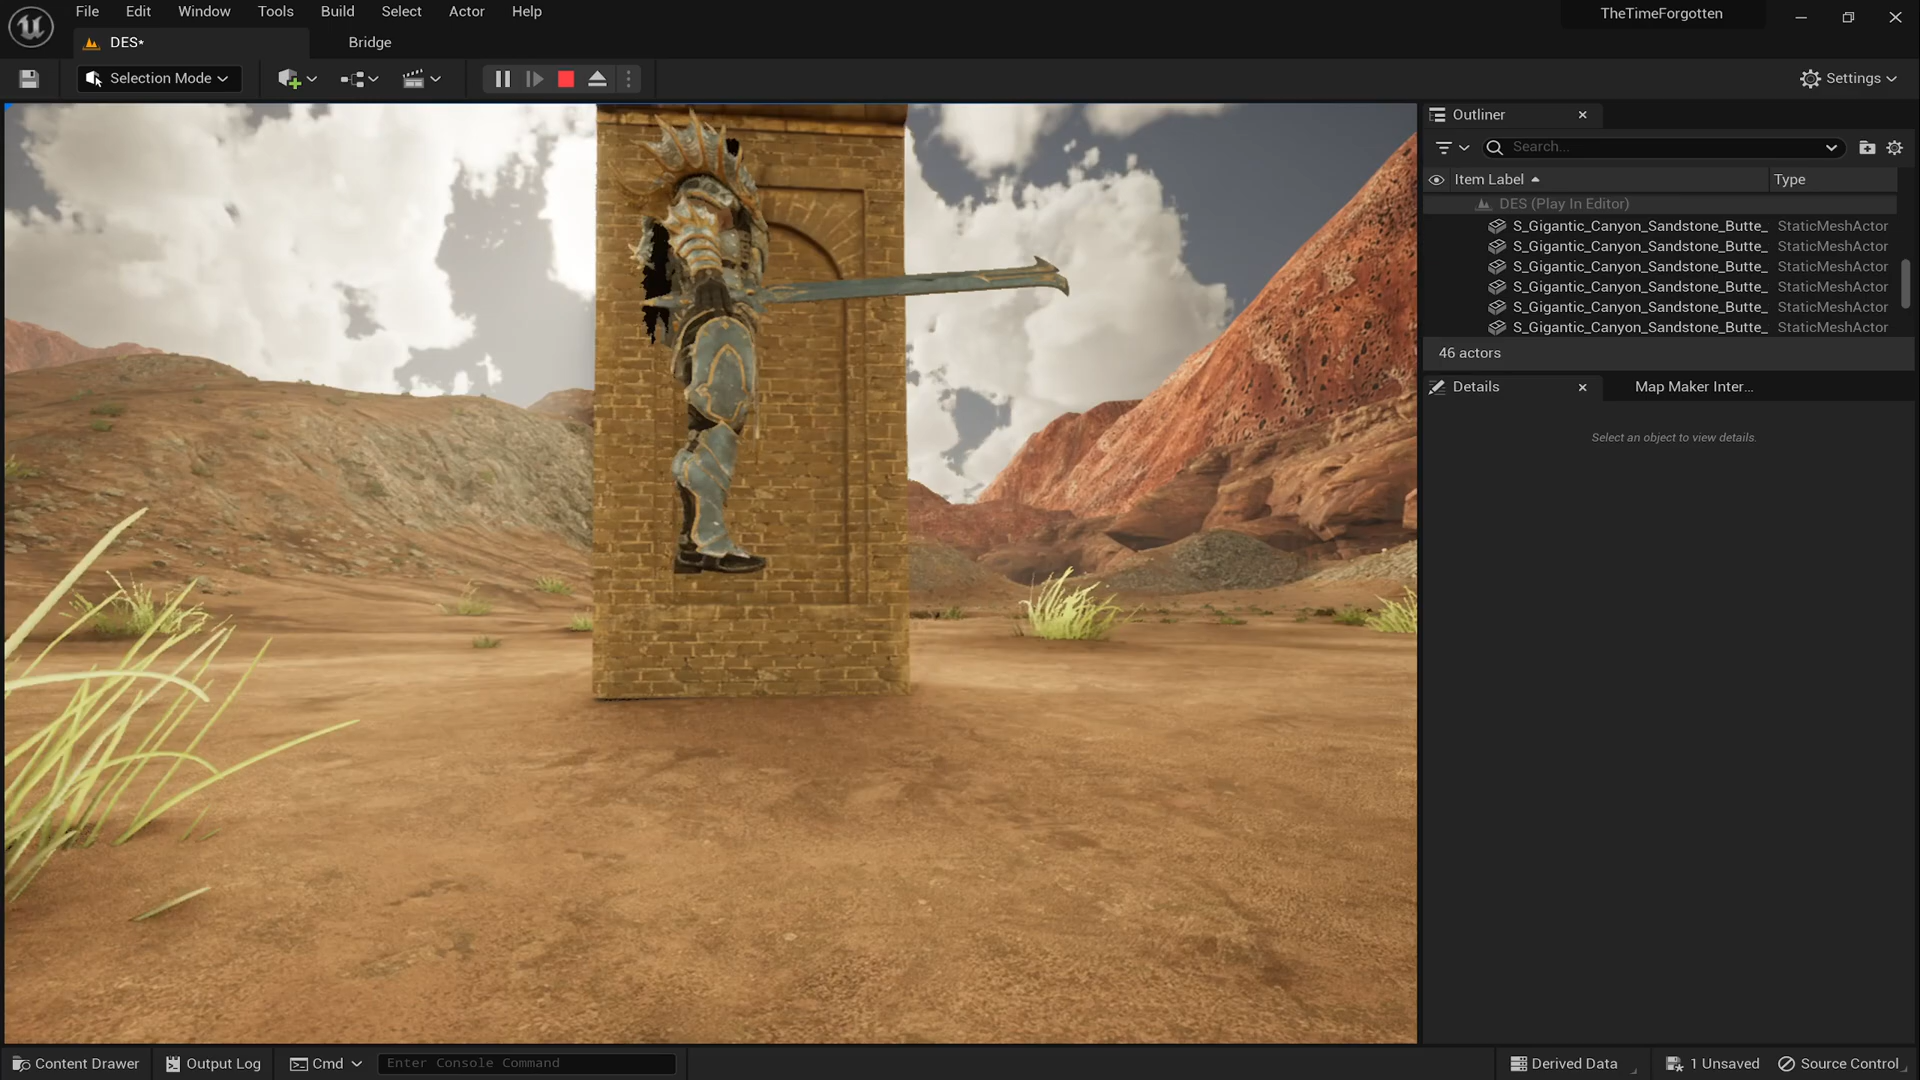 File Edit Window Tools Build Select Actor Help
TheTimeForgotten
DES*
Bridge
Selection Mode
Settings
Outliner
Search...
Item Label
Type
DES (Play In Editor)
S_Gigantic_Canyon_Sandstone_Butte_ StaticMeshActor
S_Gigantic_Canyon_Sandstone_Butte_ StaticMeshActor
S_Gigantic_Canyon_Sandstone_Butte_ StaticMeshActor
S_Gigantic_Canyon_Sandstone_Butte_ StaticMeshActor
S_Gigantic_Canyon_Sandstone_Butte_ StaticMeshActor
S_Gigantic_Canyon_Sandstone_Butte_ StaticMeshActor
46 actors
Details
Map Maker Inter...
Select an object to view details.
Content Drawer
Output Log
Cmd
Enter Console Command
Derived Data
1 Unsaved
Source Control